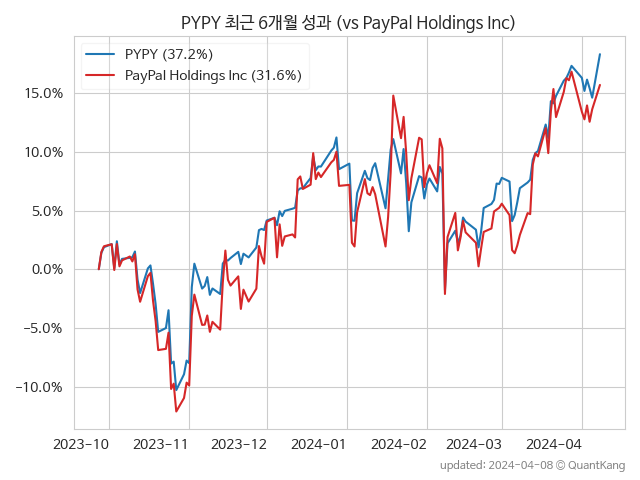 PYPY 최근 6개월 성과 (vs PayPal Holdings Inc)
PYPY (37.2%)
PayPal Holdings Inc (31.6%)
15.0%
10.0%
5.0%
0.0%
−5.0%
−10.0%
2023−10 2023−11 2023−12 2024−01 2024−02 2024−03 2024−04
updated: 2024-04-08 © QuantKang